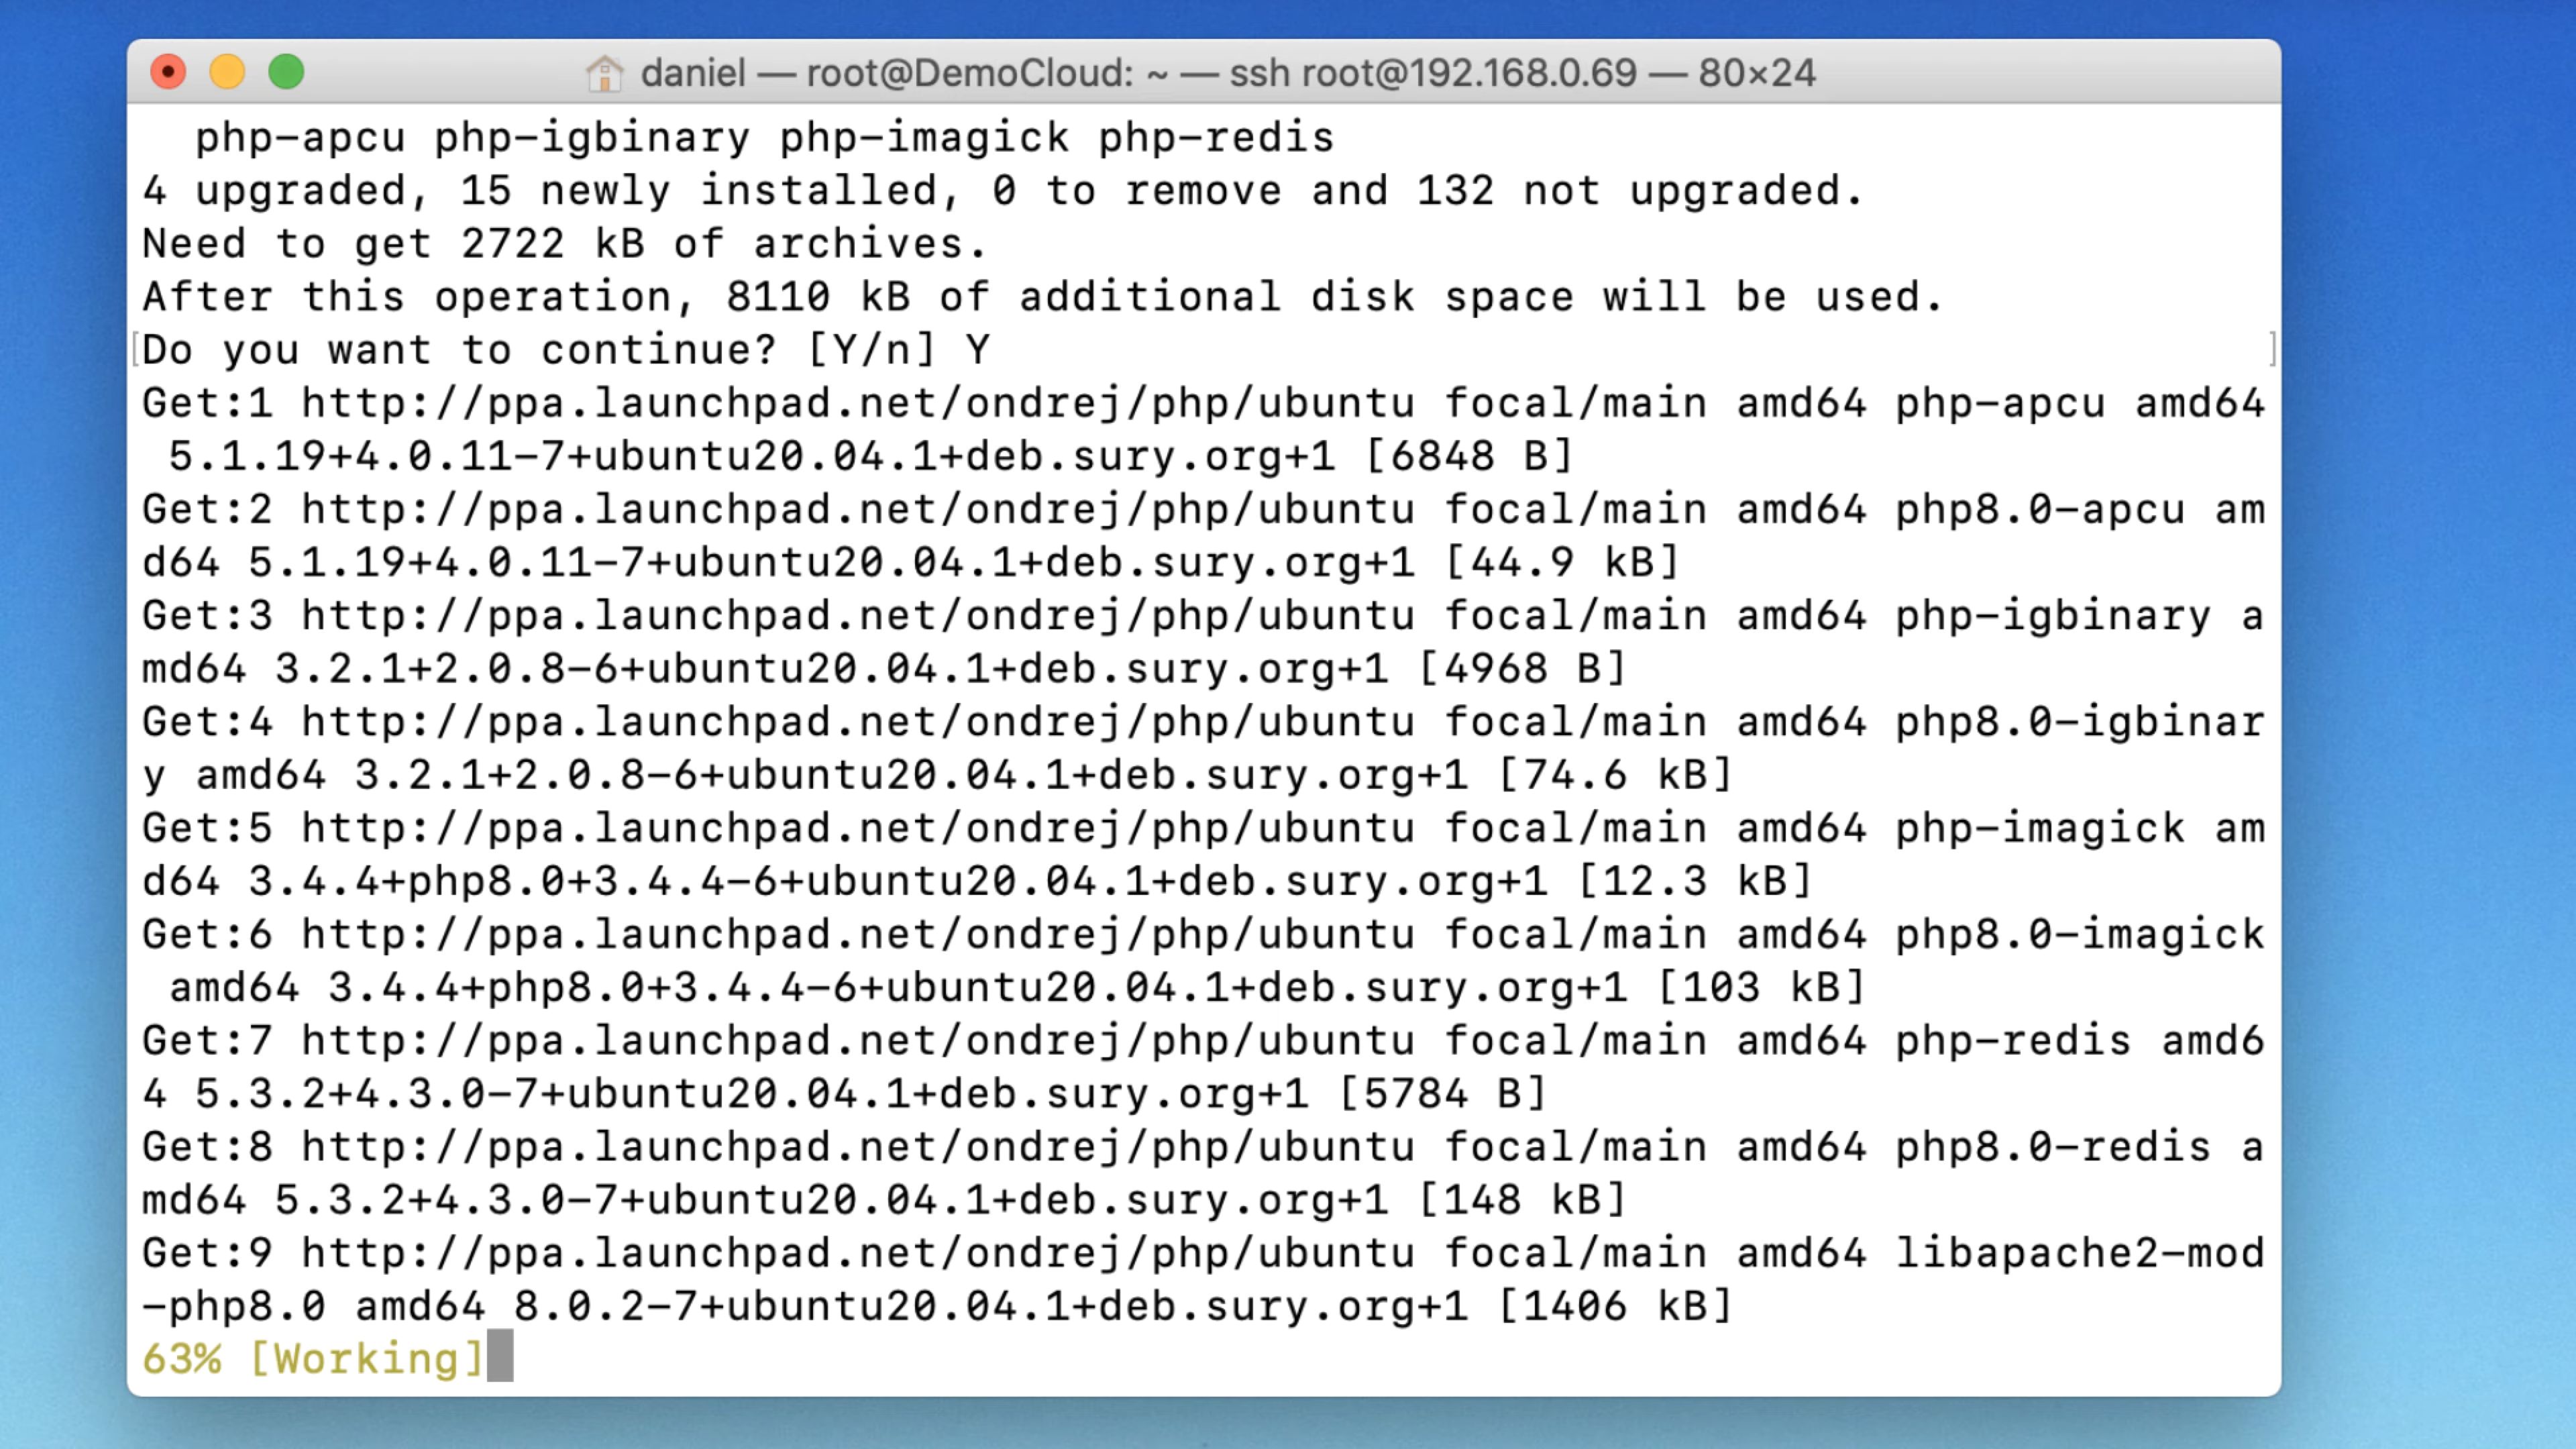 daniel — root@DemoCloud: ~ — ssh root@192.168.0.69 — 80×24
  php-apcu php-igbinary php-imagick php-redis
4 upgraded, 15 newly installed, 0 to remove and 132 not upgraded.
Need to get 2722 kB of archives.
After this operation, 8110 kB of additional disk space will be used.
[Do you want to continue? [Y/n] Y ]
Get:1 http://ppa.launchpad.net/ondrej/php/ubuntu focal/main amd64 php-apcu amd64
 5.1.19+4.0.11-7+ubuntu20.04.1+deb.sury.org+1 [6848 B]
Get:2 http://ppa.launchpad.net/ondrej/php/ubuntu focal/main amd64 php8.0-apcu am
d64 5.1.19+4.0.11-7+ubuntu20.04.1+deb.sury.org+1 [44.9 kB]
Get:3 http://ppa.launchpad.net/ondrej/php/ubuntu focal/main amd64 php-igbinary a
md64 3.2.1+2.0.8-6+ubuntu20.04.1+deb.sury.org+1 [4968 B]
Get:4 http://ppa.launchpad.net/ondrej/php/ubuntu focal/main amd64 php8.0-igbinar
y amd64 3.2.1+2.0.8-6+ubuntu20.04.1+deb.sury.org+1 [74.6 kB]
Get:5 http://ppa.launchpad.net/ondrej/php/ubuntu focal/main amd64 php-imagick am
d64 3.4.4+php8.0+3.4.4-6+ubuntu20.04.1+deb.sury.org+1 [12.3 kB]
Get:6 http://ppa.launchpad.net/ondrej/php/ubuntu focal/main amd64 php8.0-imagick
 amd64 3.4.4+php8.0+3.4.4-6+ubuntu20.04.1+deb.sury.org+1 [103 kB]
Get:7 http://ppa.launchpad.net/ondrej/php/ubuntu focal/main amd64 php-redis amd6
4 5.3.2+4.3.0-7+ubuntu20.04.1+deb.sury.org+1 [5784 B]
Get:8 http://ppa.launchpad.net/ondrej/php/ubuntu focal/main amd64 php8.0-redis a
md64 5.3.2+4.3.0-7+ubuntu20.04.1+deb.sury.org+1 [148 kB]
Get:9 http://ppa.launchpad.net/ondrej/php/ubuntu focal/main amd64 libapache2-mod
-php8.0 amd64 8.0.2-7+ubuntu20.04.1+deb.sury.org+1 [1406 kB]
63% [Working]